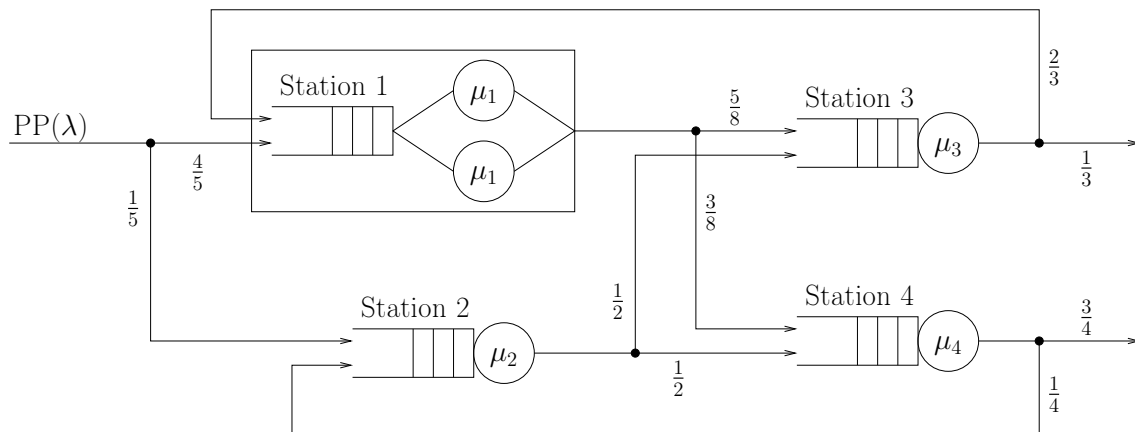 2/3
Station 1
μ₁
5/8
Station 3
PP(λ)
μ₃
4/5
μ₁
1/3
1/5
3/8
Station 2
1/2
Station 4
3/4
μ₂
μ₄
1/2
1/4